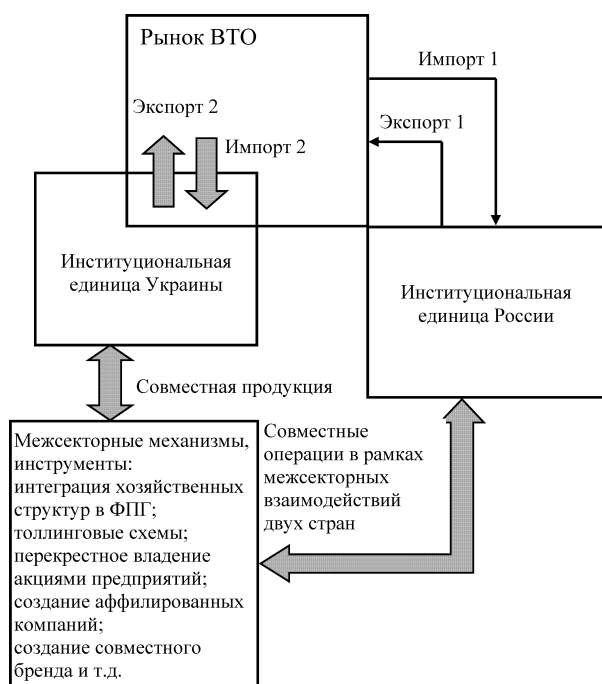 Рынок ВТО
Импорт 1
Экспорт 2
Экспорт 1
Импорт 2
Институциональная
единица Украины
Институциональная
единица России
Совместная продукция
Межсекторные механизмы,
инструменты:
интеграция хозяйственных
структур в ФПГ;
толлинговые схемы;
перекрестное владение
акциями предприятий;
создание аффилированных
компаний;
создание совместного
бренда и т.д.
Совместные
операции в рамках
межсекторных
взаимодействий
двух стран